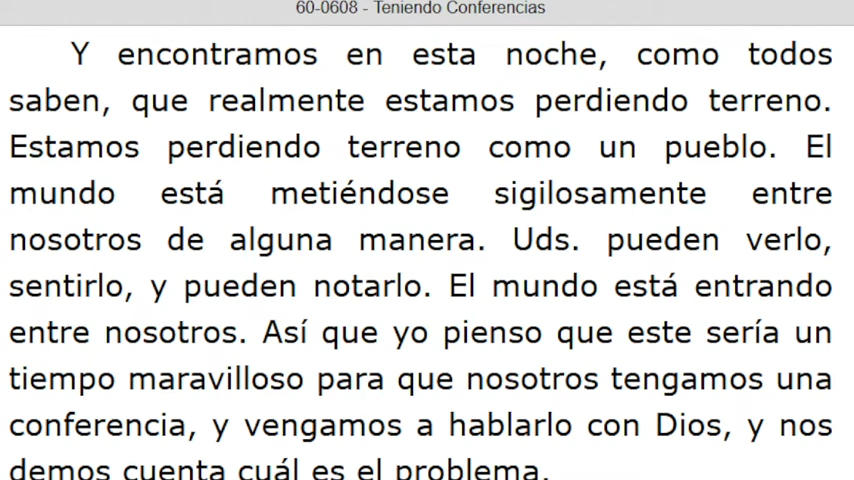 60-0608 - Teniendo Conferencias
Y encontramos en esta noche, como todos
saben, que realmente estamos perdiendo terreno.
Estamos perdiendo terreno como un pueblo. El
mundo está metiéndose sigilosamente entre
nosotros de alguna manera. Uds. pueden verlo,
sentirlo, y pueden notarlo. El mundo está entrando
entre nosotros. Así que yo pienso que este sería un
tiempo maravilloso para que nosotros tengamos una
conferencia, y vengamos a hablarlo con Dios, y nos
demos cuenta cuál es el problema.